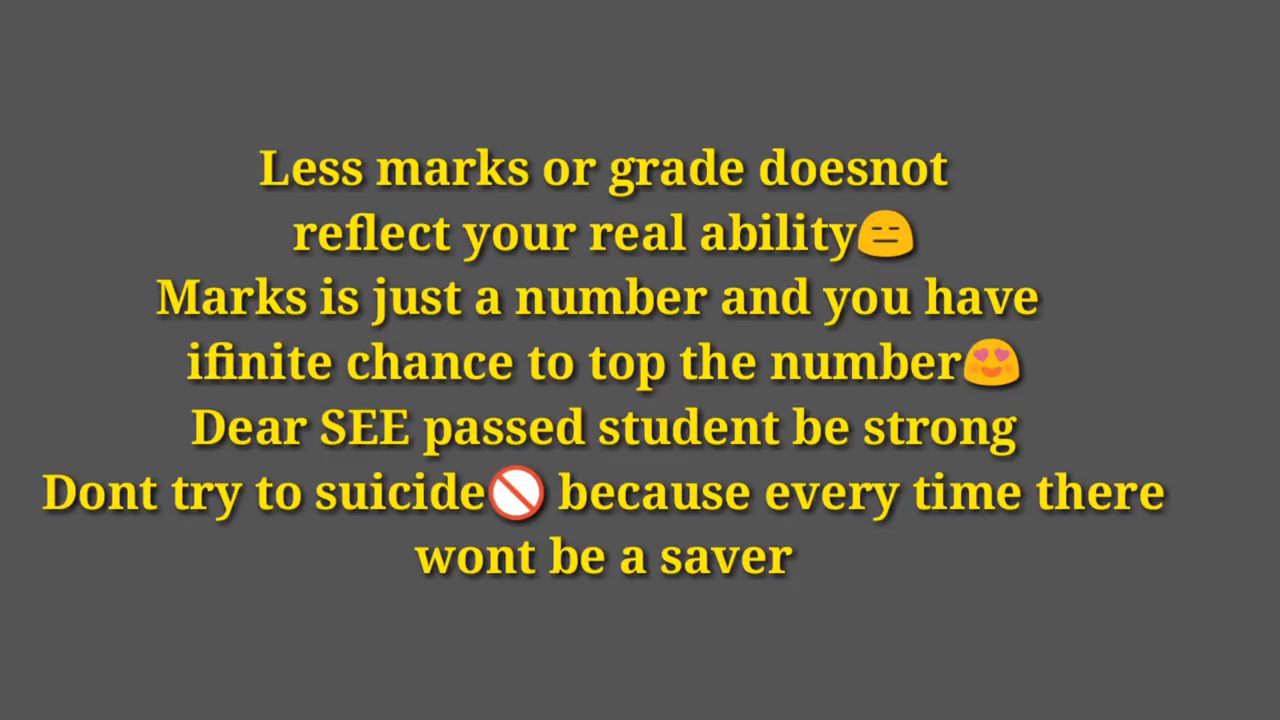 Less marks or grade doesnot
reflect your real ability😑
Marks is just a number and you have
ifinite chance to top the number😍
Dear SEE passed student be strong
Dont try to suicide🚫 because every time there
wont be a saver